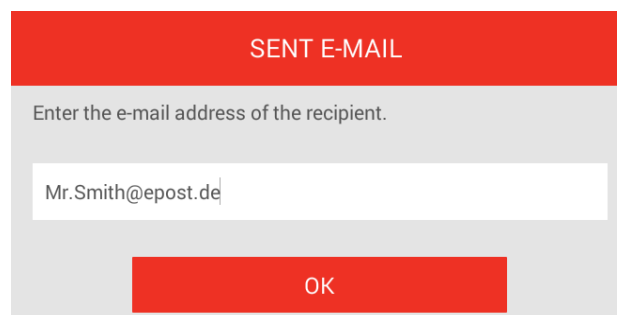 SENT E-MAIL
Enter the e-mail address of the recipient.
Mr.Smith@epost.de
OK